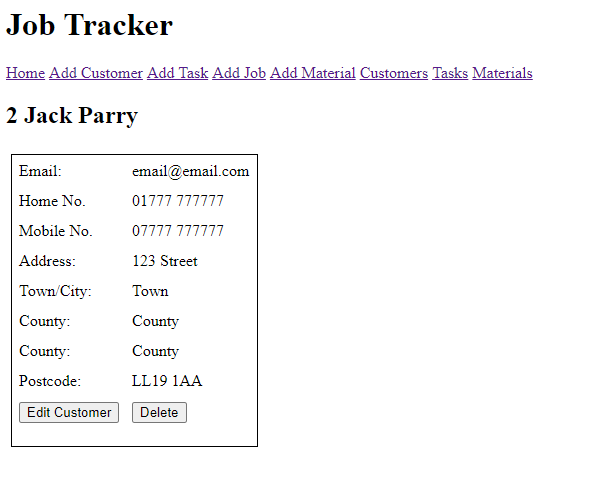 Job Tracker
Home Add Customer Add Task Add Job Add Material Customers Tasks Materials
2 Jack Parry
Email: email@email.com
Home No. 01777 777777
Mobile No. 07777 777777
Address: 123 Street
Town/City: Town
County: County
County: County
Postcode: LL19 1AA
Edit Customer Delete